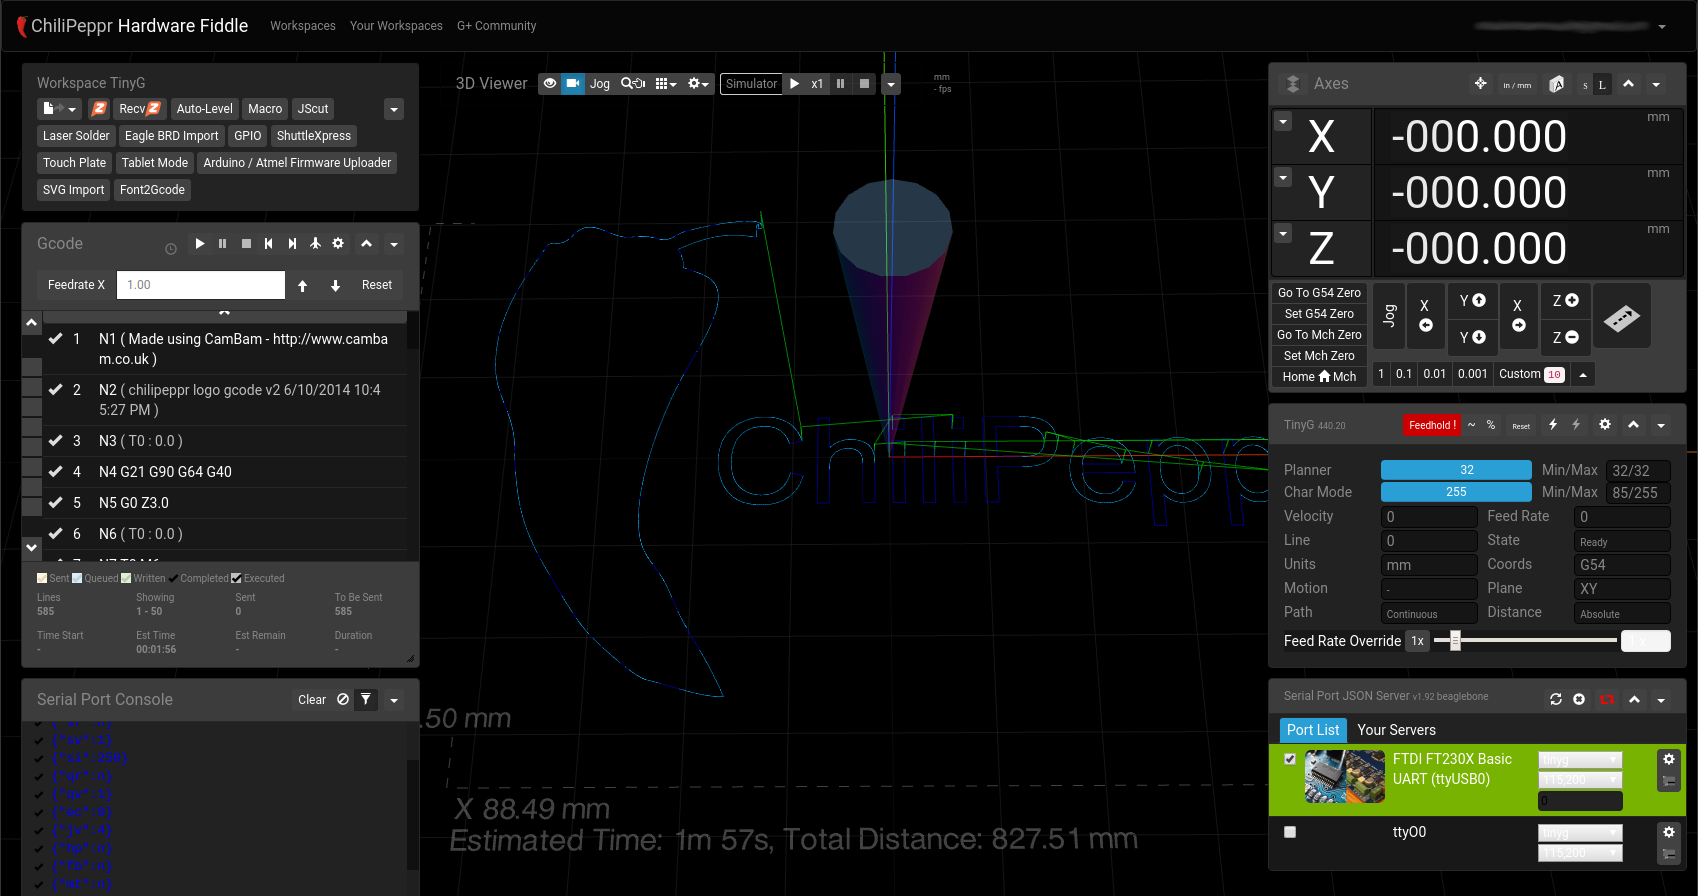 ChiliPeppr Hardware Fiddle Workspaces Your Workspaces G+ Community
Workspace TinyG
Recv Auto-Level Macro JScut
Laser Solder Eagle BRD Import GPIO ShuttleXpress
Touch Plate Tablet Mode Arduino / Atmel Firmware Uploader
SVG Import Font2Gcode
Gcode
Feedrate X 1.00 Reset
1 N1 ( Made using CamBam - http://www.camba
m.co.uk )
2 N2 ( chilipeppr logo gcode v2 6/10/2014 10:4
5:27 PM )
3 N3 ( T0 : 0.0 )
4 N4 G21 G90 G64 G40
5 N5 G0 Z3.0
6 N6 ( T0 : 0.0 )
Sent Queued Written Completed Executed
Lines Showing Sent To Be Sent
585 1 - 50 0 585
Time Start Est Time Est Remain Duration
- 00:01:56 - -
Serial Port Console Clear
3D Viewer Jog Simulator x1
mm
- fps
ChiliPepp
.50 mm
X 88.49 mm
Estimated Time: 1m 57s, Total Distance: 827.51 mm
Axes in / mm A s L
X -000.000 mm
Y -000.000 mm
Z -000.000 mm
Go To G54 Zero
Set G54 Zero
Go To Mch Zero
Set Mch Zero
Home Mch
Jog X Y X Z
Y Z
1 0.1 0.01 0.001 Custom 10
TinyG 440.20 Feedhold ! ~ % Reset
Planner 32 Min/Max 32/32
Char Mode 255 Min/Max 85/255
Velocity 0 Feed Rate 0
Line 0 State Ready
Units mm Coords G54
Motion - Plane XY
Path Continuous Distance Absolute
Feed Rate Override 1x
Serial Port JSON Server v1.92 beaglebone
Port List Your Servers
FTDI FT230X Basic tinyg
UART (ttyUSB0) 115,200
0
ttyO0 tinyg
115,200